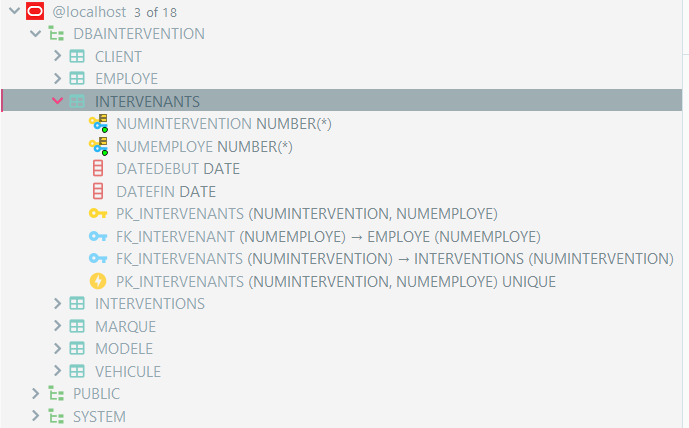 @localhost 3 of 18
DBAINTERVENTION
CLIENT
EMPLOYE
INTERVENANTS
NUMINTERVENTION NUMBER(*)
NUMEMPLOYE NUMBER(*)
DATEDEBUT DATE
DATEFIN DATE
PK_INTERVENANTS (NUMINTERVENTION, NUMEMPLOYE)
FK_INTERVENANT (NUMEMPLOYE) → EMPLOYE (NUMEMPLOYE)
FK_INTERVENANTS (NUMINTERVENTION) → INTERVENTIONS (NUMINTERVENTION)
PK_INTERVENANTS (NUMINTERVENTION, NUMEMPLOYE) UNIQUE
INTERVENTIONS
MARQUE
MODELE
VEHICULE
PUBLIC
SYSTEM